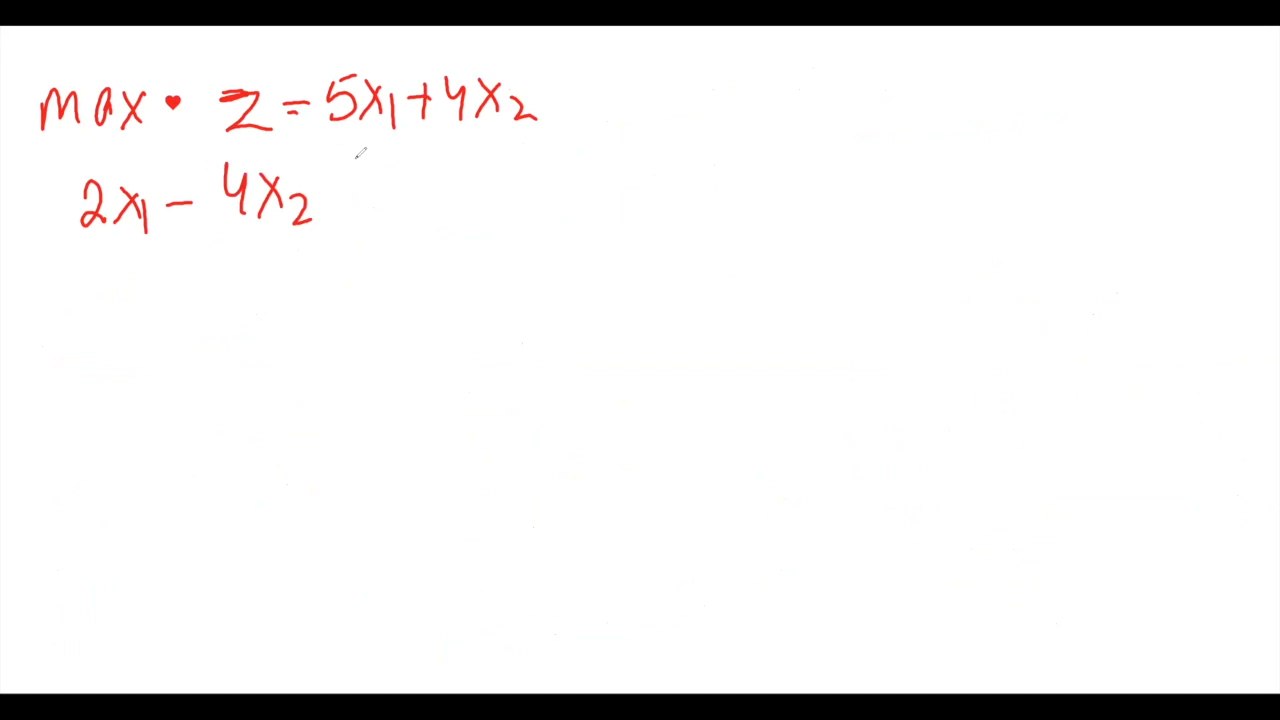 max. Z = 5x₁ + 4x₂
2x₁ - 4x₂